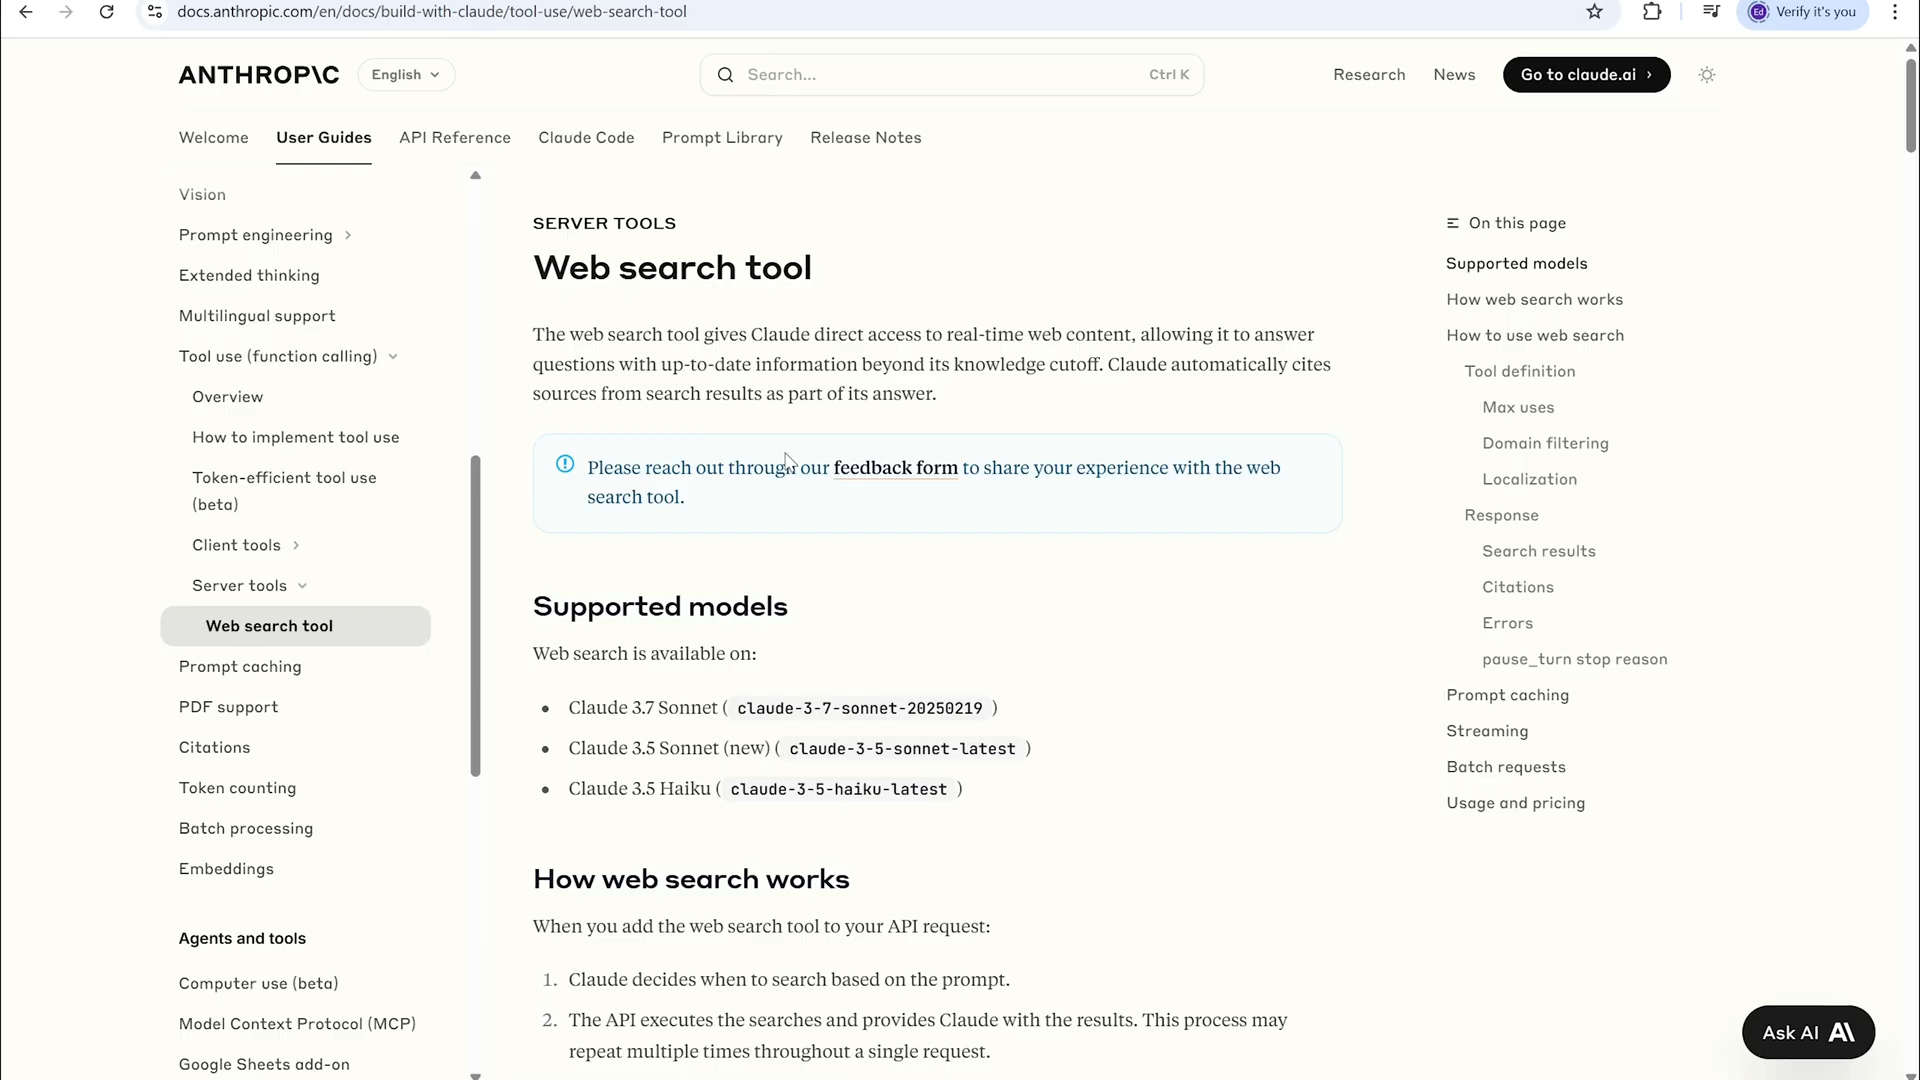 docs.anthropic.com/en/docs/build-with-claude/tool-use/web-search-tool
Ed Verify it's you
ANTHROP\C
English
Search...
Ctrl K
Research
News
Go to claude.ai
Welcome
User Guides
API Reference
Claude Code
Prompt Library
Release Notes
Vision
Prompt engineering
Extended thinking
Multilingual support
Tool use (function calling)
Overview
How to implement tool use
Token-efficient tool use
(beta)
Client tools
Server tools
Web search tool
Prompt caching
PDF support
Citations
Token counting
Batch processing
Embeddings
Agents and tools
Computer use (beta)
Model Context Protocol (MCP)
Google Sheets add-on
SERVER TOOLS
Web search tool
The web search tool gives Claude direct access to real-time web content, allowing it to answer
questions with up-to-date information beyond its knowledge cutoff. Claude automatically cites
sources from search results as part of its answer.
Please reach out through our feedback form to share your experience with the web
search tool.
Supported models
Web search is available on:
• Claude 3.7 Sonnet ( claude-3-7-sonnet-20250219 )
• Claude 3.5 Sonnet (new) ( claude-3-5-sonnet-latest )
• Claude 3.5 Haiku ( claude-3-5-haiku-latest )
How web search works
When you add the web search tool to your API request:
1. Claude decides when to search based on the prompt.
2. The API executes the searches and provides Claude with the results. This process may
repeat multiple times throughout a single request.
On this page
Supported models
How web search works
How to use web search
Tool definition
Max uses
Domain filtering
Localization
Response
Search results
Citations
Errors
pause_turn stop reason
Prompt caching
Streaming
Batch requests
Usage and pricing
Ask AI A\